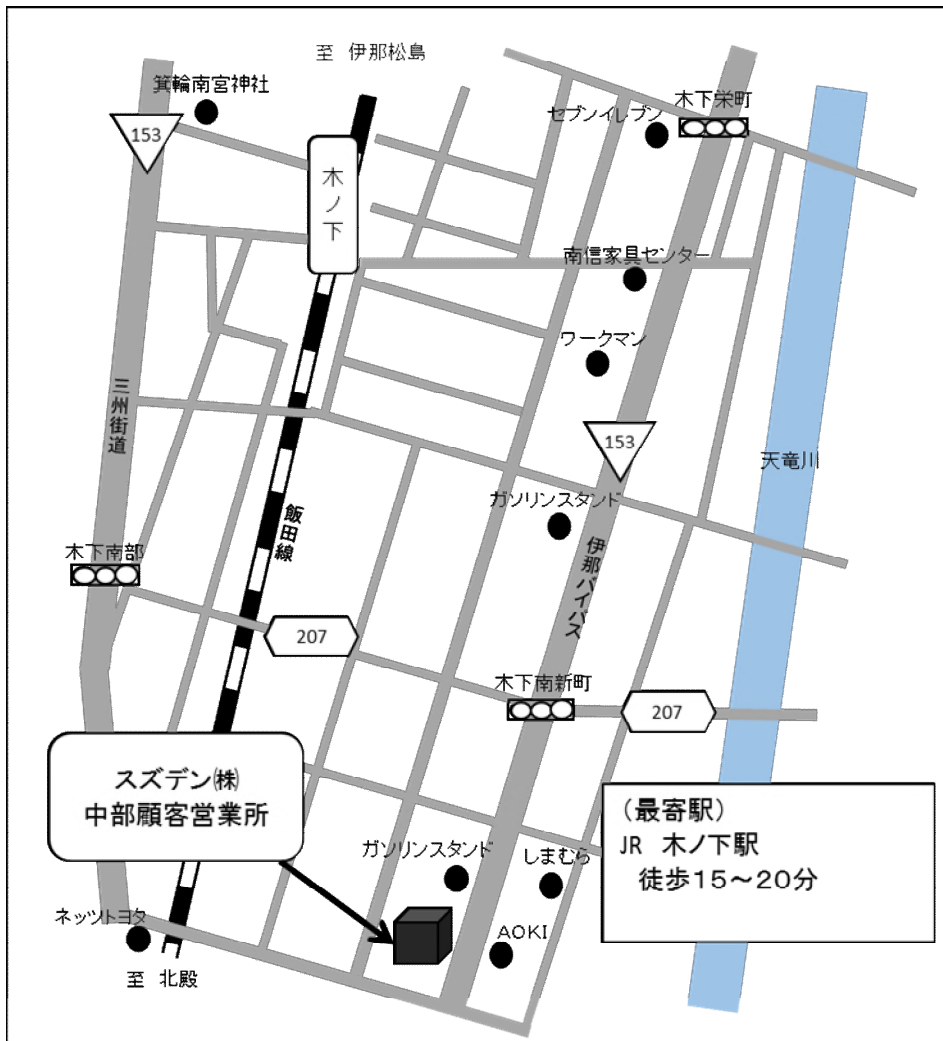 至 伊那松島
箕輪南宮神社
153
木ノ下
セブンイレブン
木下栄町
南信家具センター
ワークマン
三州街道
153
天竜川
ガソリンスタンド
飯田線
伊那バイパス
木下南部
207
木下南新町
207
スズデン㈱
中部顧客営業所
(最寄駅)
JR 木ノ下駅
徒歩15~20分
ガソリンスタンド
しまむら
ネッツトヨタ
AOKI
至 北殿